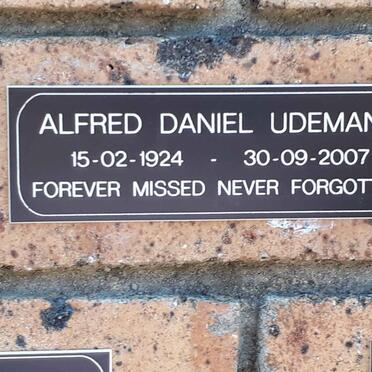 ALFRED DANIEL UDEMAN
15-02-1924 - 30-09-2007
FOREVER MISSED NEVER FORGOTT